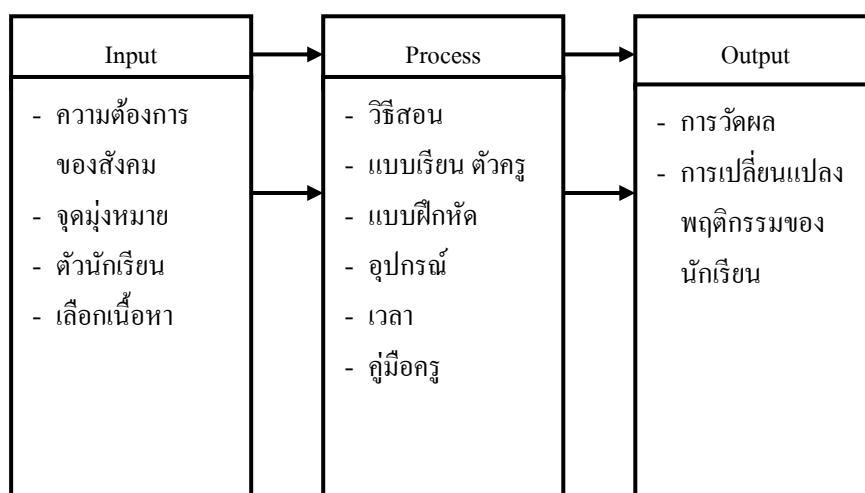 Input
- ความต้องการ
ของสังคม
- จุดมุ่งหมาย
- ตัวนักเรียน
- เลือกเนื้อหา
Process
- วิธีสอน
- แบบเรียน ตัวครู
- แบบฝึกหัด
- อุปกรณ์
- เวลา
- คู่มือครู
Output
- การวัดผล
- การเปลี่ยนแปลง
พฤติกรรมของ
นักเรียน